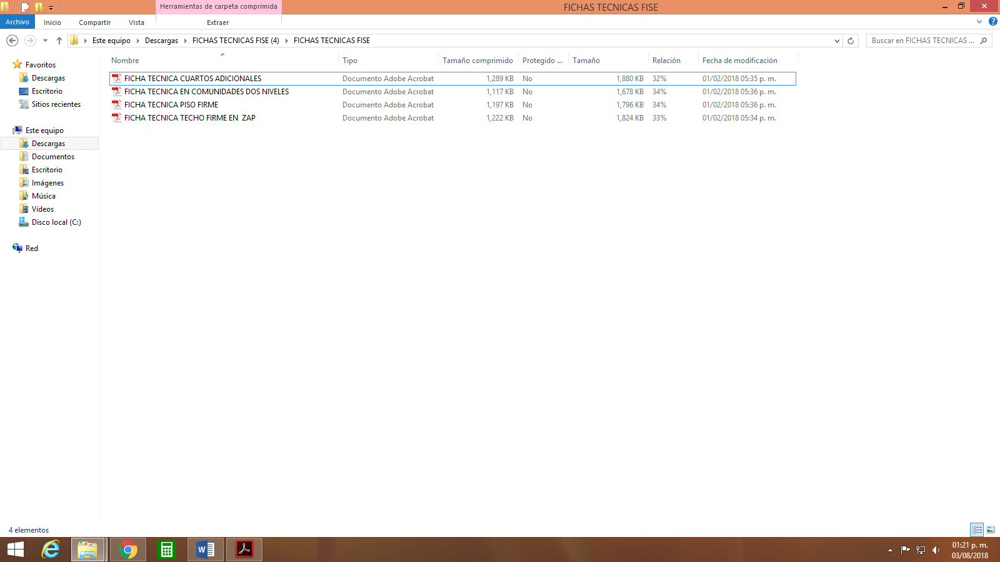 Herramientas de carpeta comprimida
FICHAS TECNICAS FISE
Archivo Inicio Compartir Vista Extraer
Este equipo Descargas FICHAS TECNICAS FISE (4) FICHAS TECNICAS FISE
Buscar en FICHAS TECNICAS ...
Nombre Tipo Tamaño comprimido Protegido ... Tamaño Relación Fecha de modificación
FICHA TECNICA CUARTOS ADICIONALES Documento Adobe Acrobat 1,289 KB No 1,880 KB 32% 01/02/2018 05:35 p. m.
FICHA TECNICA EN COMUNIDADES DOS NIVELES Documento Adobe Acrobat 1,117 KB No 1,678 KB 34% 01/02/2018 05:36 p. m.
FICHA TECNICA PISO FIRME Documento Adobe Acrobat 1,197 KB No 1,796 KB 34% 01/02/2018 05:36 p. m.
FICHA TECNICA TECHO FIRME EN  ZAP Documento Adobe Acrobat 1,222 KB No 1,824 KB 33% 01/02/2018 05:34 p. m.
Favoritos
Descargas
Escritorio
Sitios recientes
Este equipo
Descargas
Documentos
Escritorio
Imágenes
Música
Vídeos
Disco local (C:)
Red
4 elementos
01:21 p. m.
03/08/2018